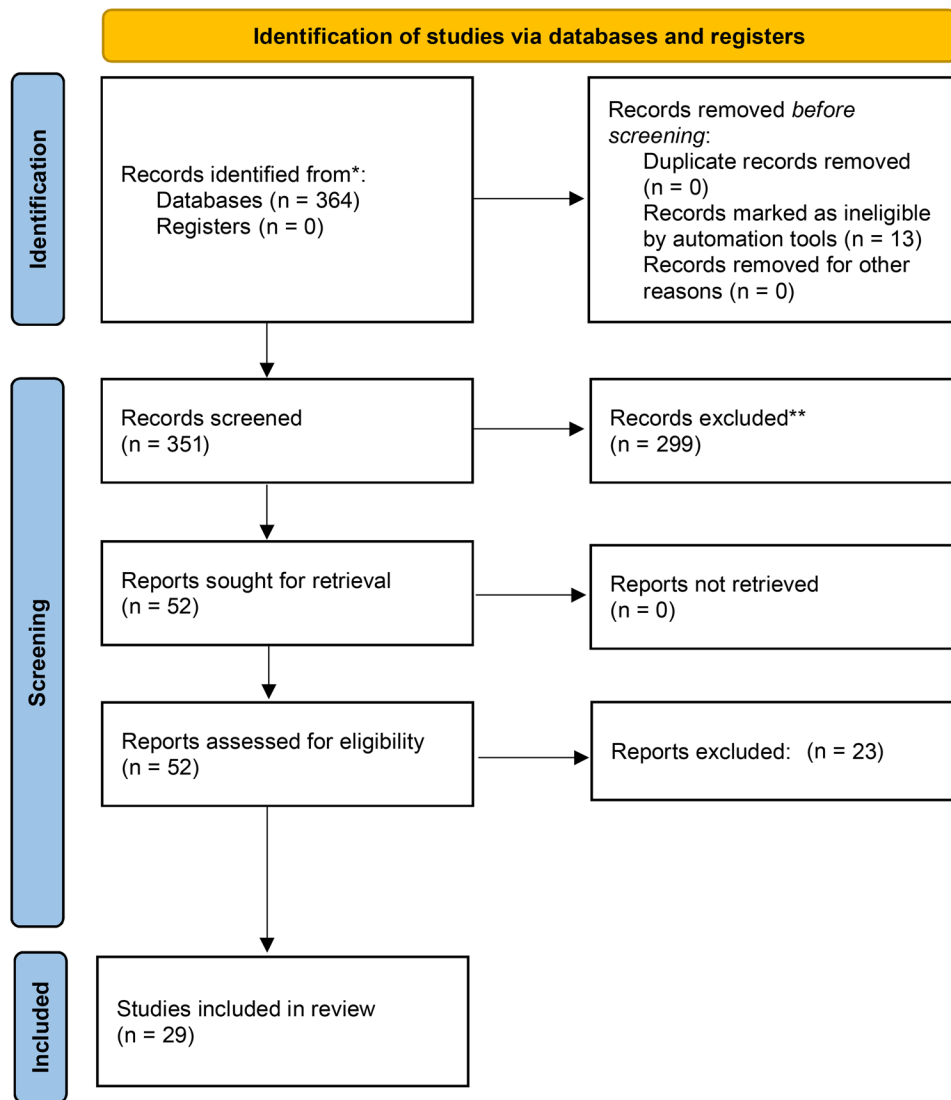 Identification of studies via databases and registers
Identification
Records identified from*:
Databases (n = 364)
Registers (n = 0)
Records removed before
screening:
Duplicate records removed
(n = 0)
Records marked as ineligible
by automation tools (n = 13)
Records removed for other
reasons (n = 0)
Screening
Records screened
(n = 351)
Records excluded**
(n = 299)
Reports sought for retrieval
(n = 52)
Reports not retrieved
(n = 0)
Reports assessed for eligibility
(n = 52)
Reports excluded: (n = 23)
Included
Studies included in review
(n = 29)